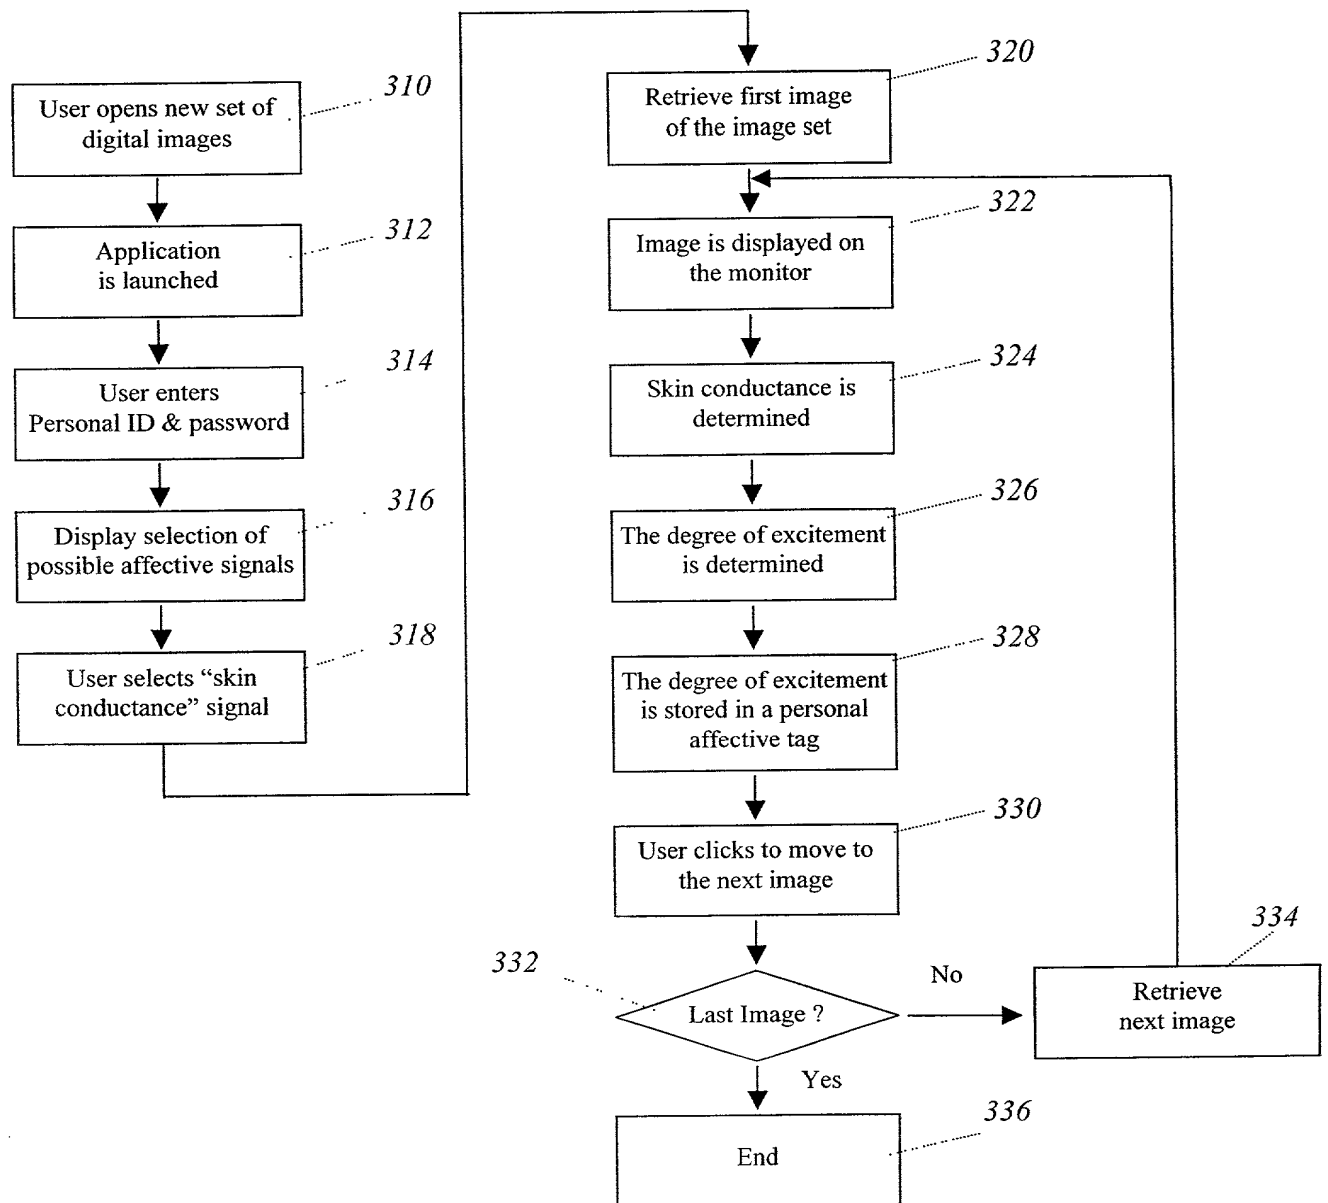 310
User opens new set of
digital images
312
Application
is launched
314
User enters
Personal ID & password
316
Display selection of
possible affective signals
318
User selects “skin
conductance” signal
320
Retrieve first image
of the image set
322
Image is displayed on
the monitor
324
Skin conductance is
determined
326
The degree of excitement
is determined
328
The degree of excitement
is stored in a personal
affective tag
330
User clicks to move to
the next image
332
Last Image ?
No
334
Retrieve
next image
Yes
336
End